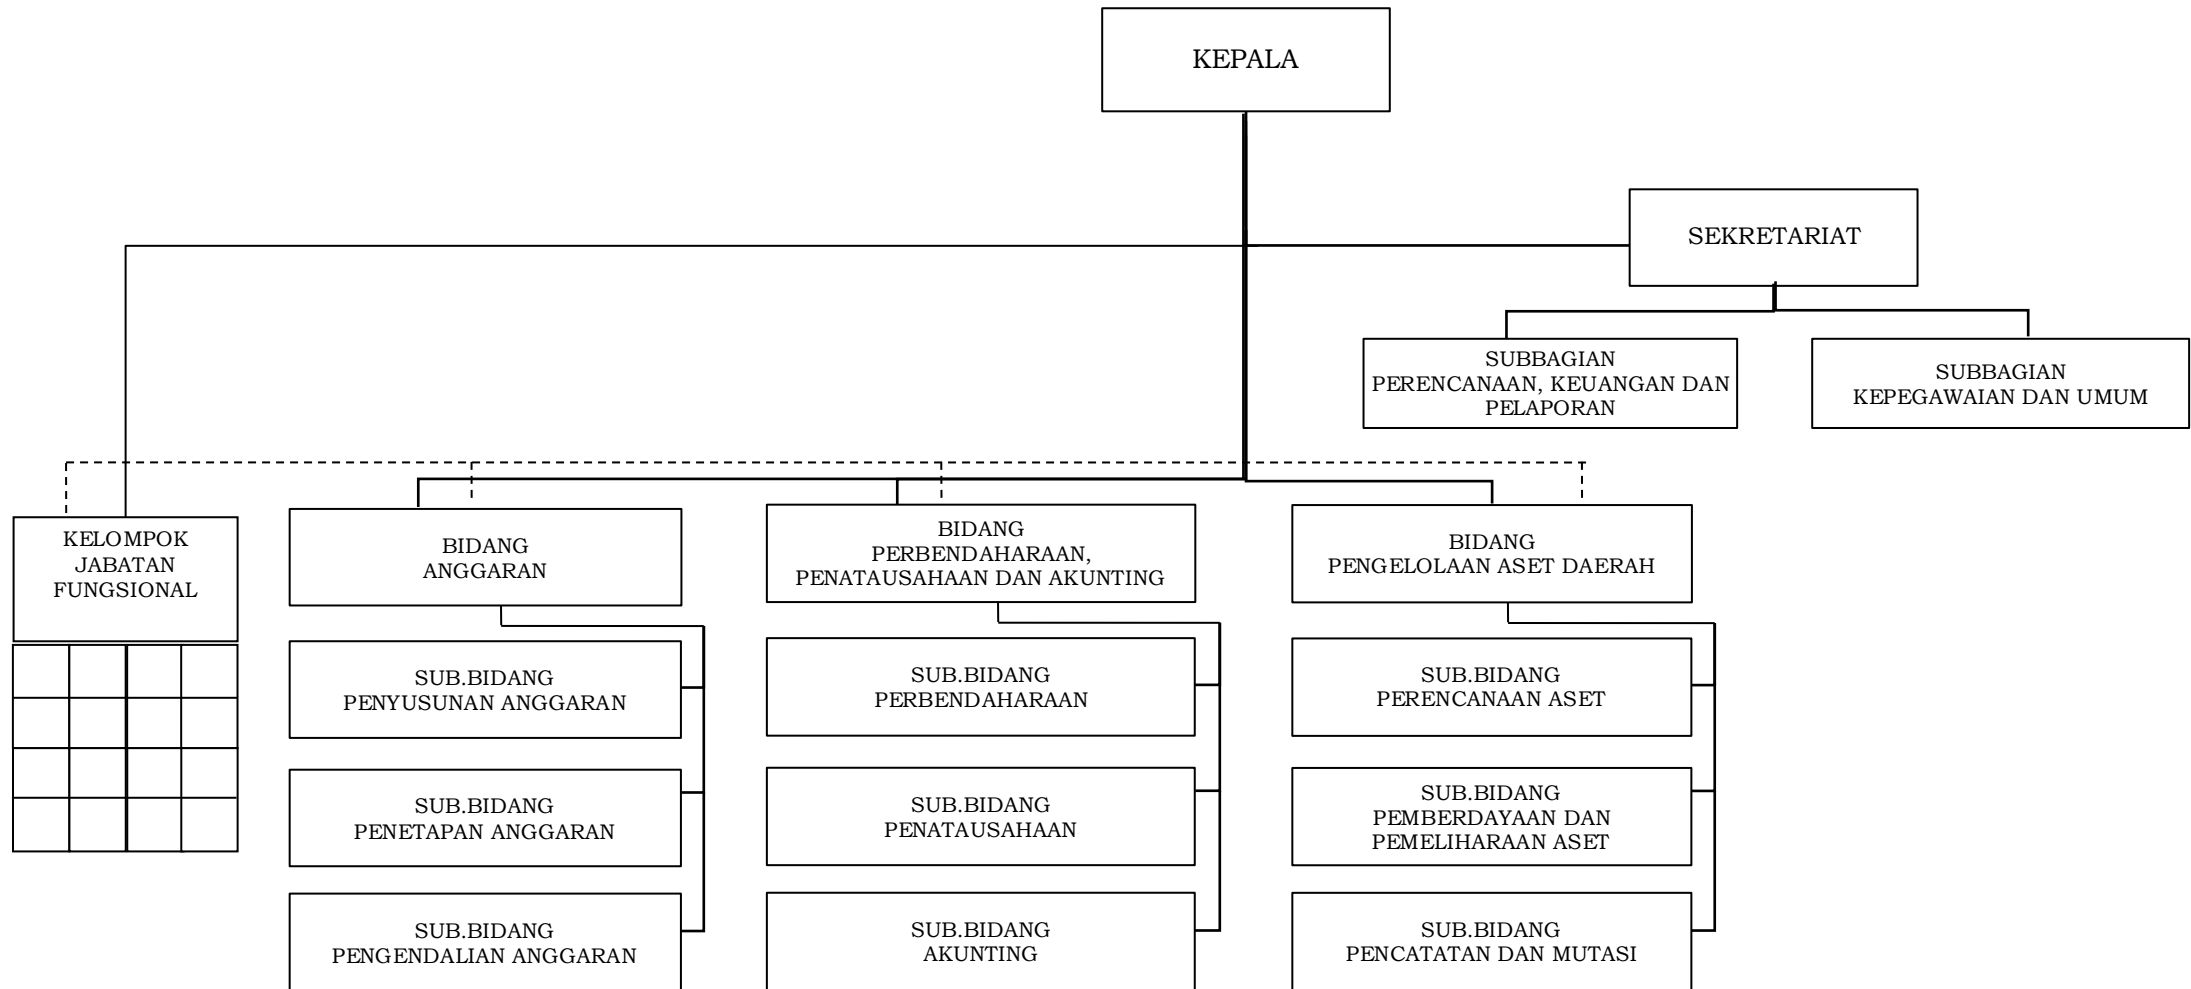 KEPALA
SEKRETARIAT
SUBBAGIAN
PERENCANAAN, KEUANGAN DAN
PELAPORAN
SUBBAGIAN
KEPEGAWAIAN DAN UMUM
KELOMPOK
JABATAN
FUNGSIONAL
BIDANG
ANGGARAN
BIDANG
PERBENDAHARAAN,
PENATAUSAHAAN DAN AKUNTING
BIDANG
PENGELOLAAN ASET DAERAH
SUB.BIDANG
PENYUSUNAN ANGGARAN
SUB.BIDANG
PERBENDAHARAAN
SUB.BIDANG
PERENCANAAN ASET
SUB.BIDANG
PENETAPAN ANGGARAN
SUB.BIDANG
PENATAUSAHAAN
SUB.BIDANG
PEMBERDAYAAN DAN
PEMELIHARAAN ASET
SUB.BIDANG
PENGENDALIAN ANGGARAN
SUB.BIDANG
AKUNTING
SUB.BIDANG
PENCATATAN DAN MUTASI